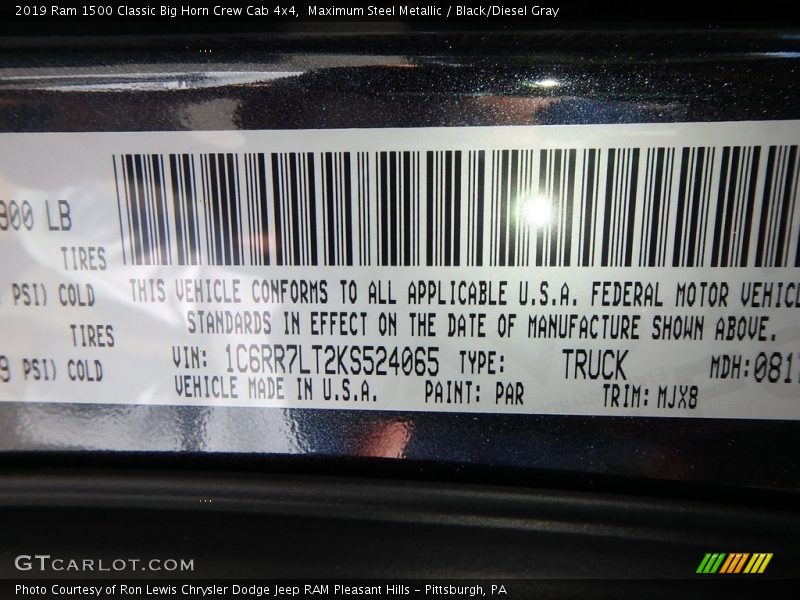 2019 Ram 1500 Classic Big Horn Crew Cab 4x4, Maximum Steel Metallic / Black/Diesel Gray
LB
TIRES
PSI) COLD
THIS VEHICLE CONFORMS TO ALL APPLICABLE U.S.A. FEDERAL MOTOR VEHICL
TIRES
STANDARDS IN EFFECT ON THE DATE OF MANUFACTURE SHOWN ABOVE.
PSI) COLD
VIN: 1C6RR7LT2KS524065 TYPE: TRUCK MDH:
VEHICLE MADE IN U.S.A. PAINT: PAR TRIM: MJX8
GTCARLOT.COM
Photo Courtesy of Ron Lewis Chrysler Dodge Jeep RAM Pleasant Hills - Pittsburgh, PA